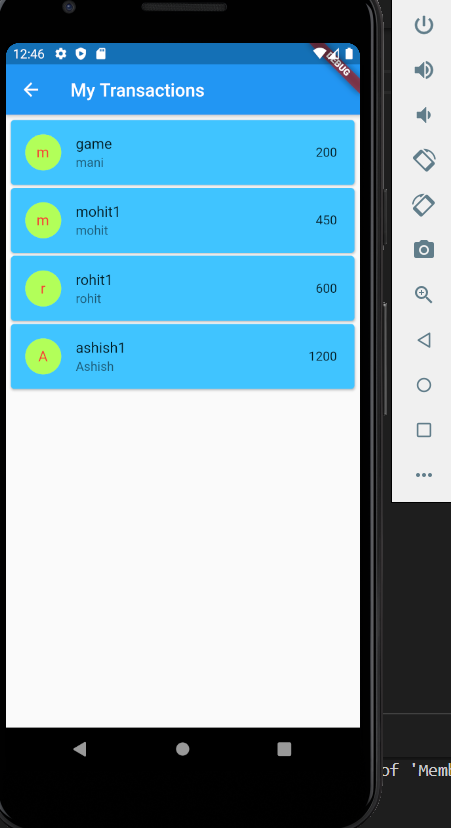 12:46
DEBUG
My Transactions
m
game
mani
200
m
mohit1
mohit
450
r
rohit1
rohit
600
A
ashish1
Ashish
1200
of 'Memb